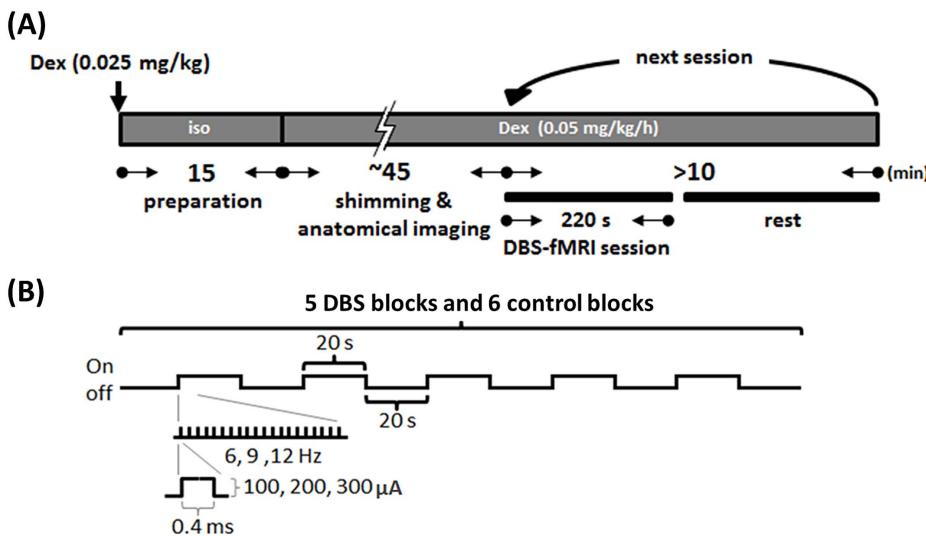 (A)
Dex (0.025 mg/kg)
next session
iso
Dex (0.05 mg/kg/h)
15
~45
>10
(min)
preparation
shimming &
anatomical imaging
220 s
rest
DBS-fMRI session
(B)
5 DBS blocks and 6 control blocks
20 s
On
off
20 s
6, 9 ,12 Hz
100, 200, 300 μA
0.4 ms